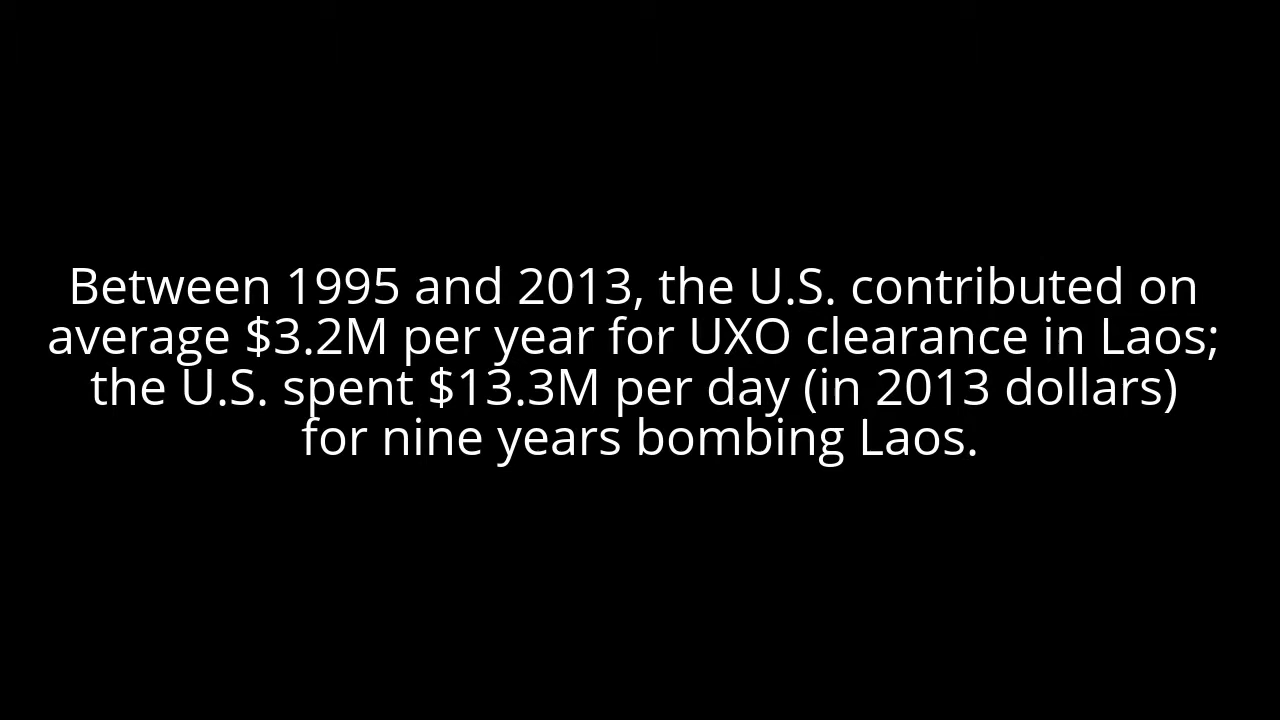 Between 1995 and 2013, the U.S. contributed on
average $3.2M per year for UXO clearance in Laos;
the U.S. spent $13.3M per day (in 2013 dollars)
for nine years bombing Laos.